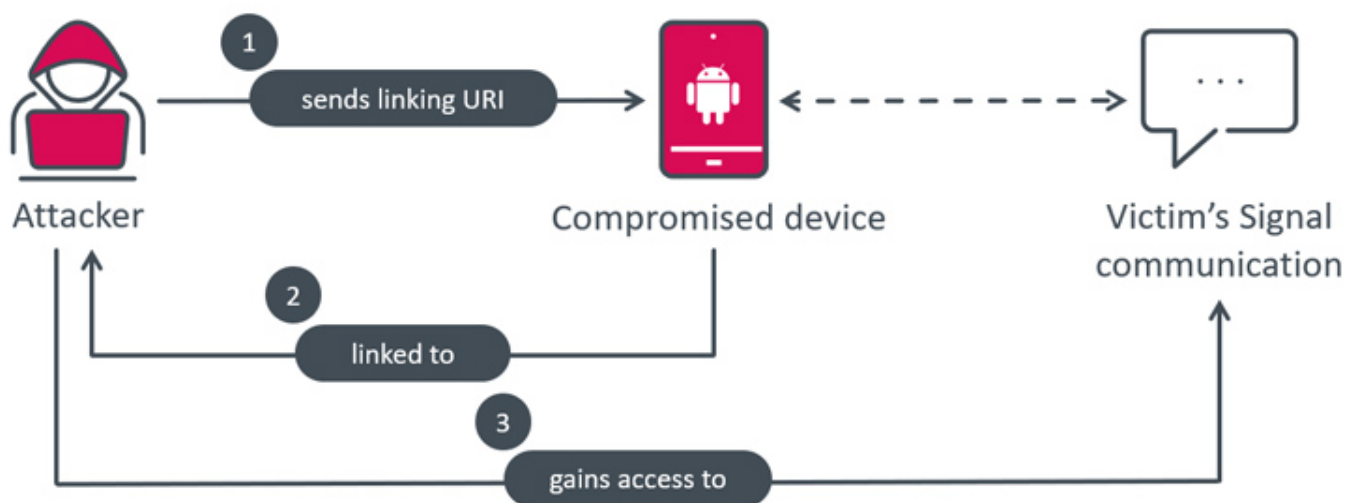 1
sends linking URI
. . .
Attacker
Compromised device
Victim’s Signal
communication
2
linked to
3
gains access to